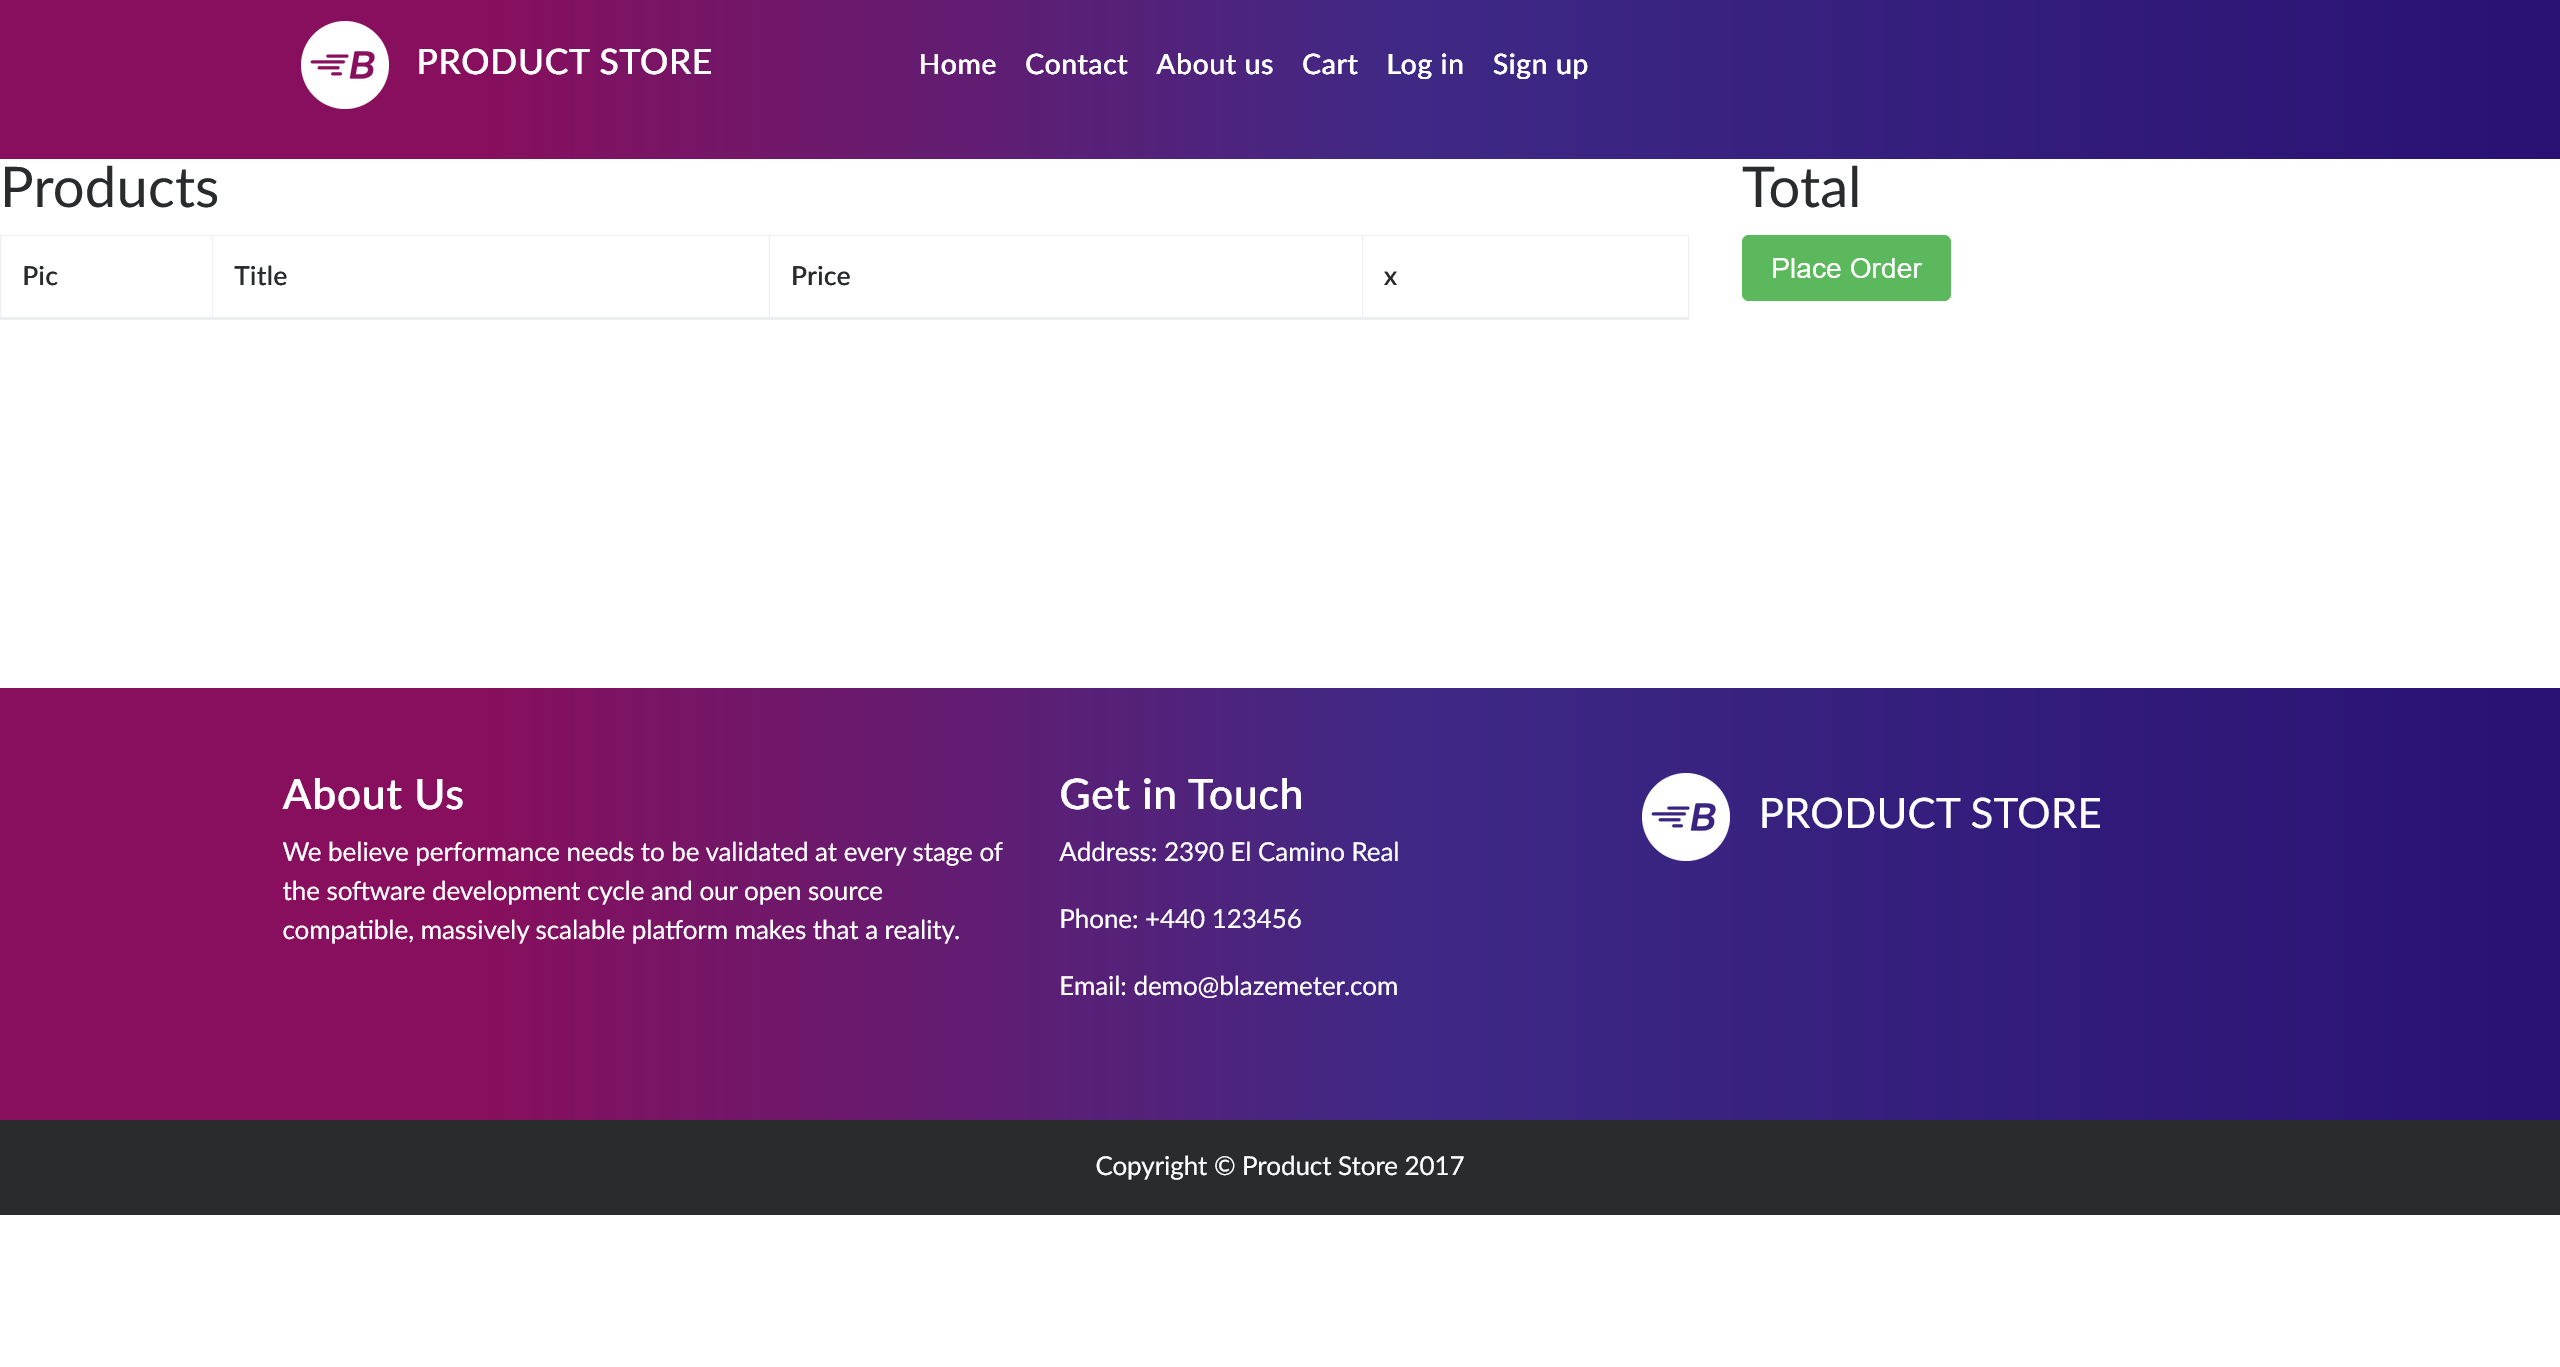 B PRODUCT STORE
Home Contact About us Cart Log in Sign up
Products
Total
Pic Title Price x
Place Order
About Us
We believe performance needs to be validated at every stage of
the software development cycle and our open source
compatible, massively scalable platform makes that a reality.
Get in Touch
Address: 2390 El Camino Real
Phone: +440 123456
Email: demo@blazemeter.com
B PRODUCT STORE
Copyright © Product Store 2017